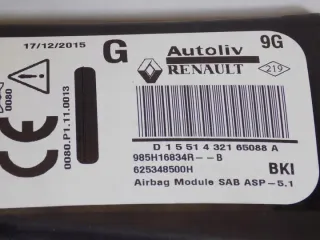 17/12/2015
G
Autoliv
9G
RENAULT
219
0080
0080.P1.11.0013
D 1 5 5 1 4 3 2 1 6 5 0 8 8 A
985H16834R--B
BKI
625348500H
Airbag Module SAB ASP-5.1